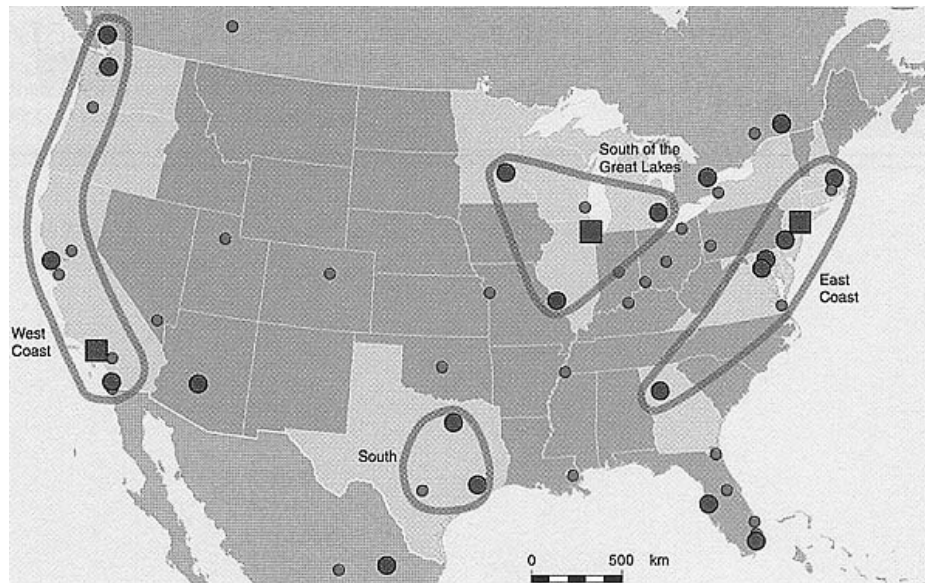 South of the
Great Lakes
East
Coast
West
Coast
South
0 500 km